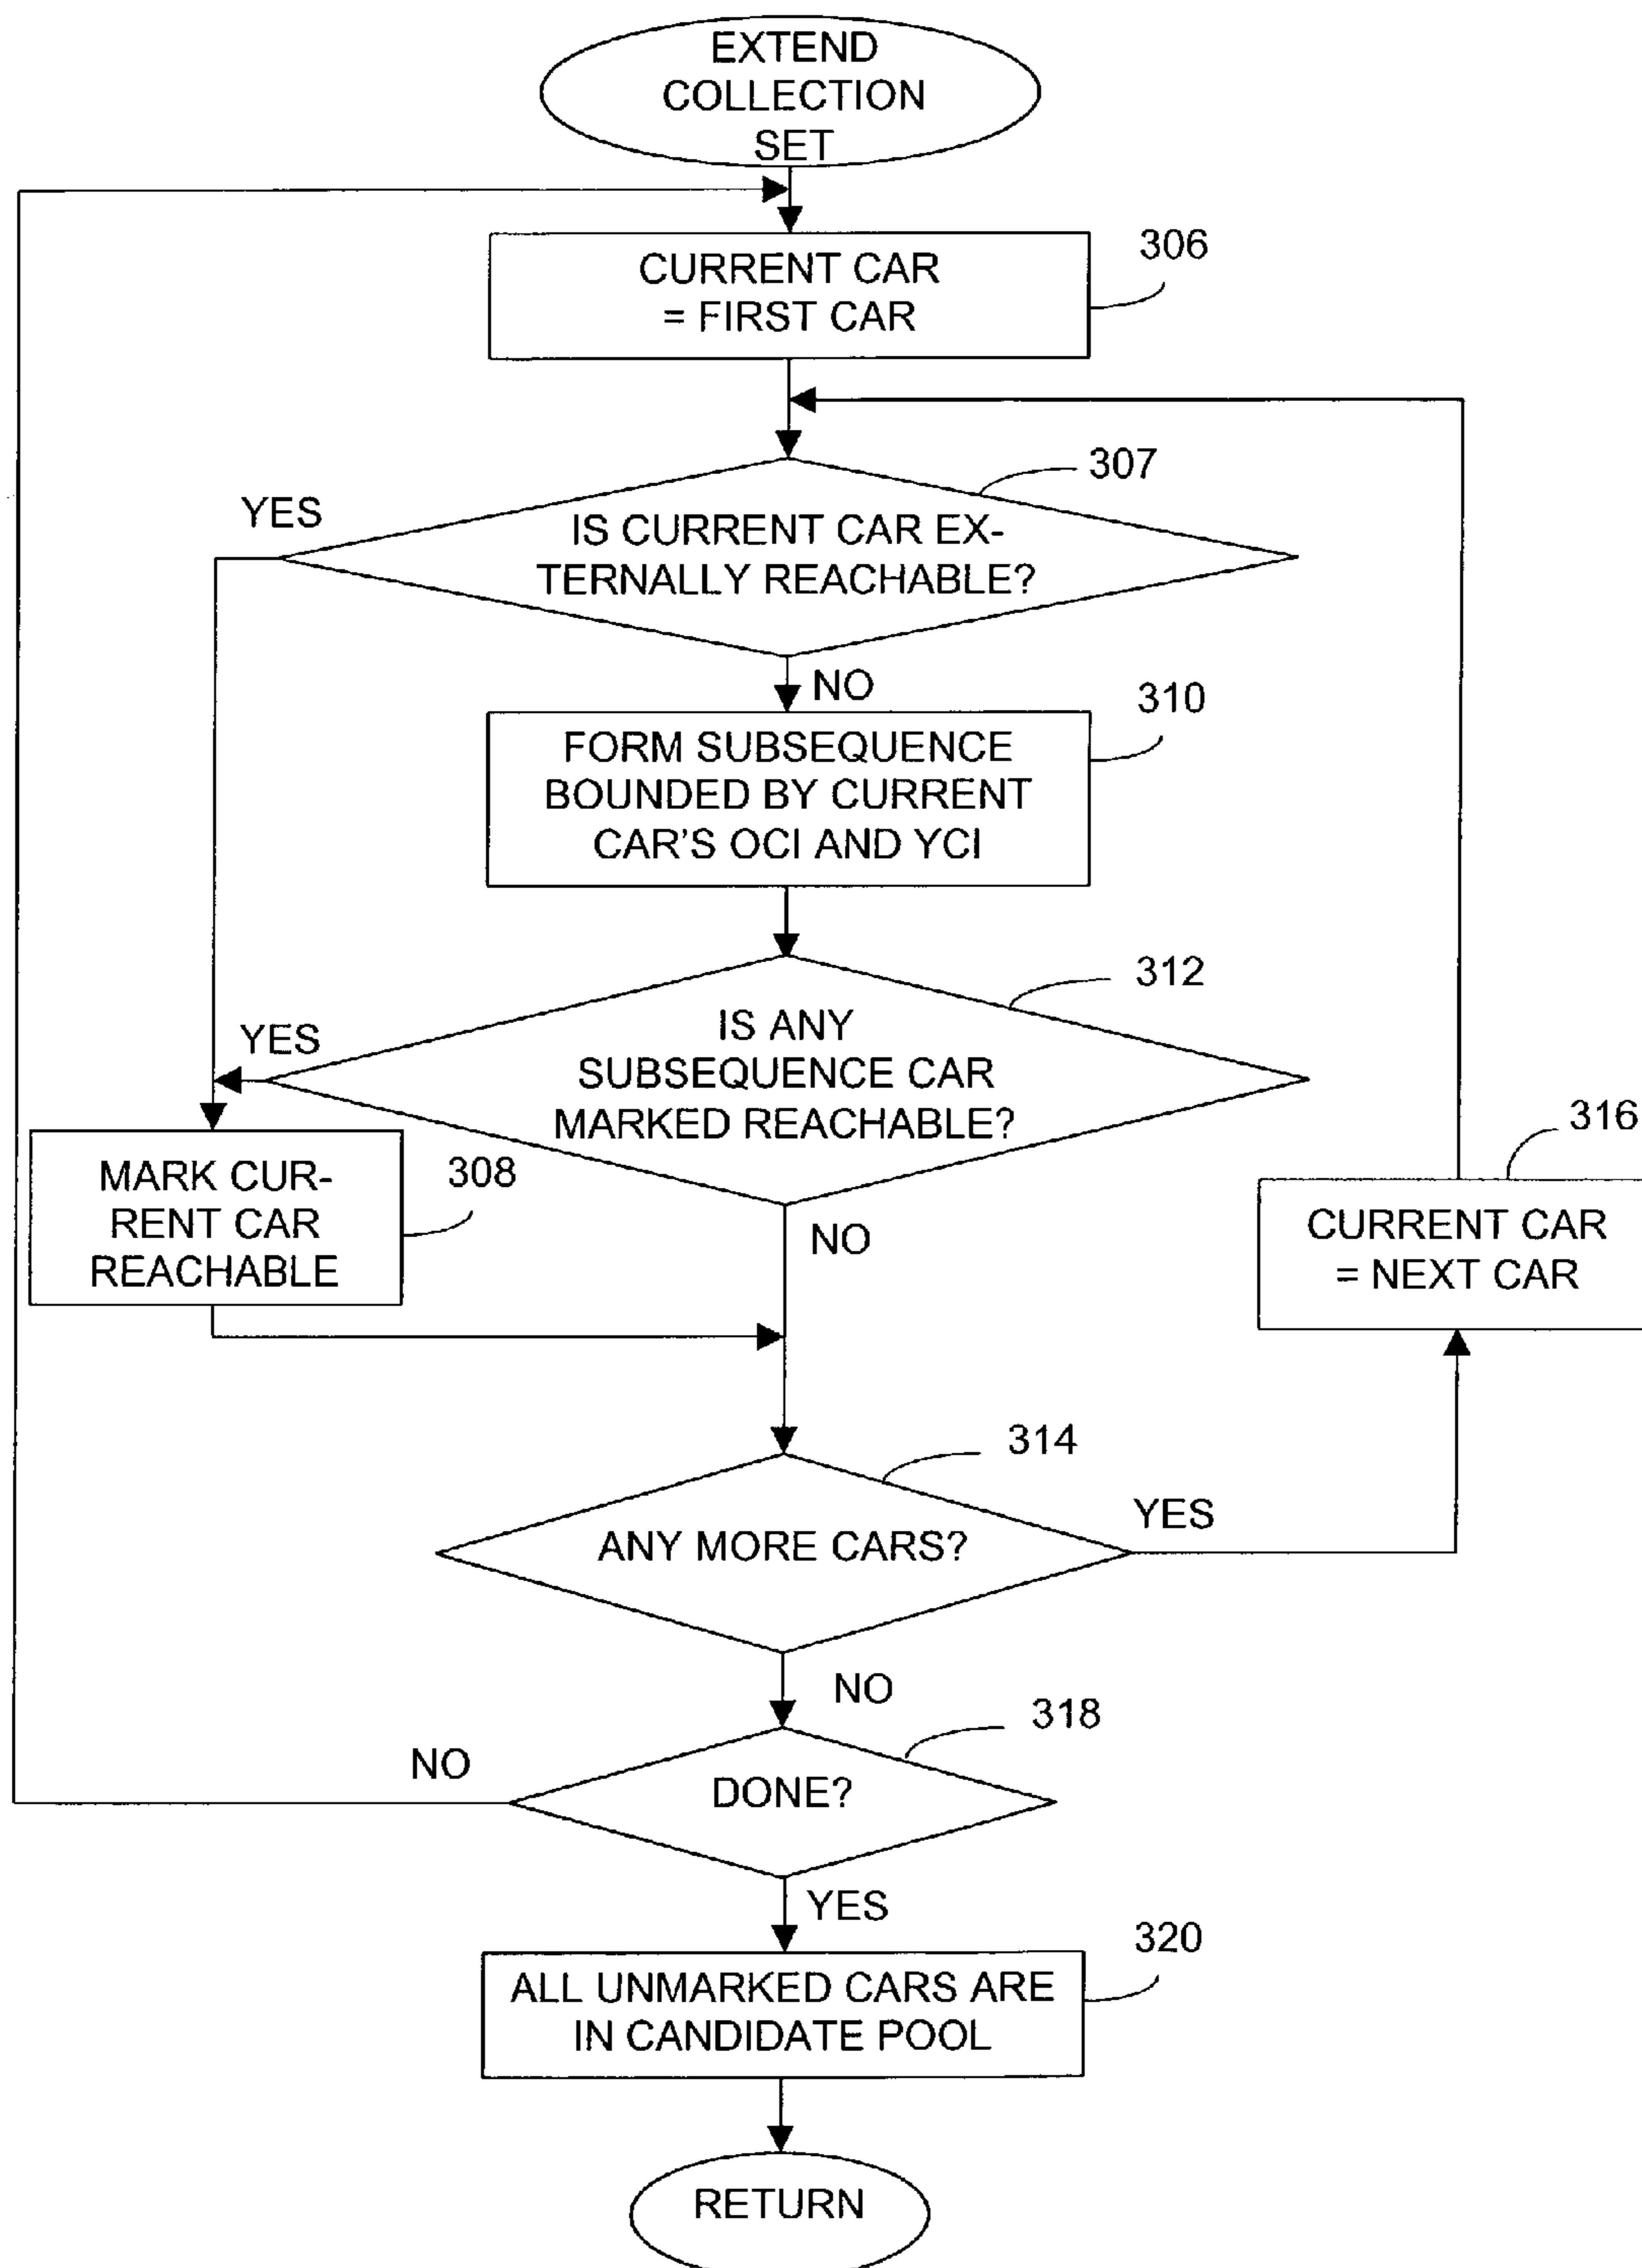 EXTEND
COLLECTION
SET
306
CURRENT CAR
= FIRST CAR
307
YES
IS CURRENT CAR EX-
TERNALLY REACHABLE?
NO
310
FORM SUBSEQUENCE
BOUNDED BY CURRENT
CAR'S OCI AND YCI
312
YES
IS ANY
SUBSEQUENCE CAR
MARKED REACHABLE?
316
308
MARK CUR-
RENT CAR
REACHABLE
NO
CURRENT CAR
= NEXT CAR
314
YES
ANY MORE CARS?
NO
318
NO
DONE?
YES
320
ALL UNMARKED CARS ARE
IN CANDIDATE POOL
RETURN